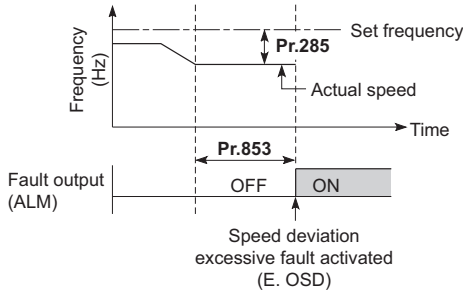 Set frequency
Pr.285
Frequency
(Hz)
Actual speed
Time
Pr.853
Fault output
(ALM)
OFF
ON
Speed deviation
excessive fault activated
(E. OSD)